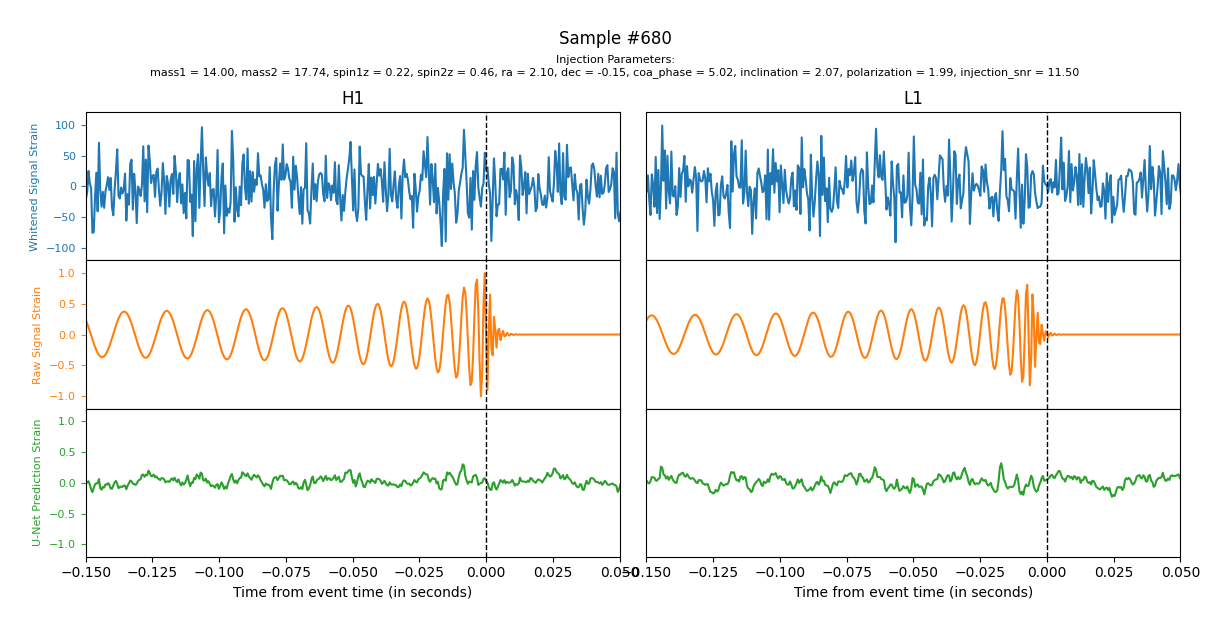 Sample #680
Injection Parameters:
mass1 = 14.00, mass2 = 17.74, spin1z = 0.22, spin2z = 0.46, ra = 2.10, dec = -0.15, coa_phase = 5.02, inclination = 2.07, polarization = 1.99, injection_snr = 11.50
H1
L1
Whitened Signal Strain
100
50
0
−50
−100
Raw Signal Strain
1.0
0.5
0.0
−0.5
−1.0
U-Net Prediction Strain
1.0
0.5
0.0
−0.5
−1.0
−0.150 −0.125 −0.100 −0.075 −0.050 −0.025 0.000 0.025 0.050
−0.150 −0.125 −0.100 −0.075 −0.050 −0.025 0.000 0.025 0.050
Time from event time (in seconds)
Time from event time (in seconds)